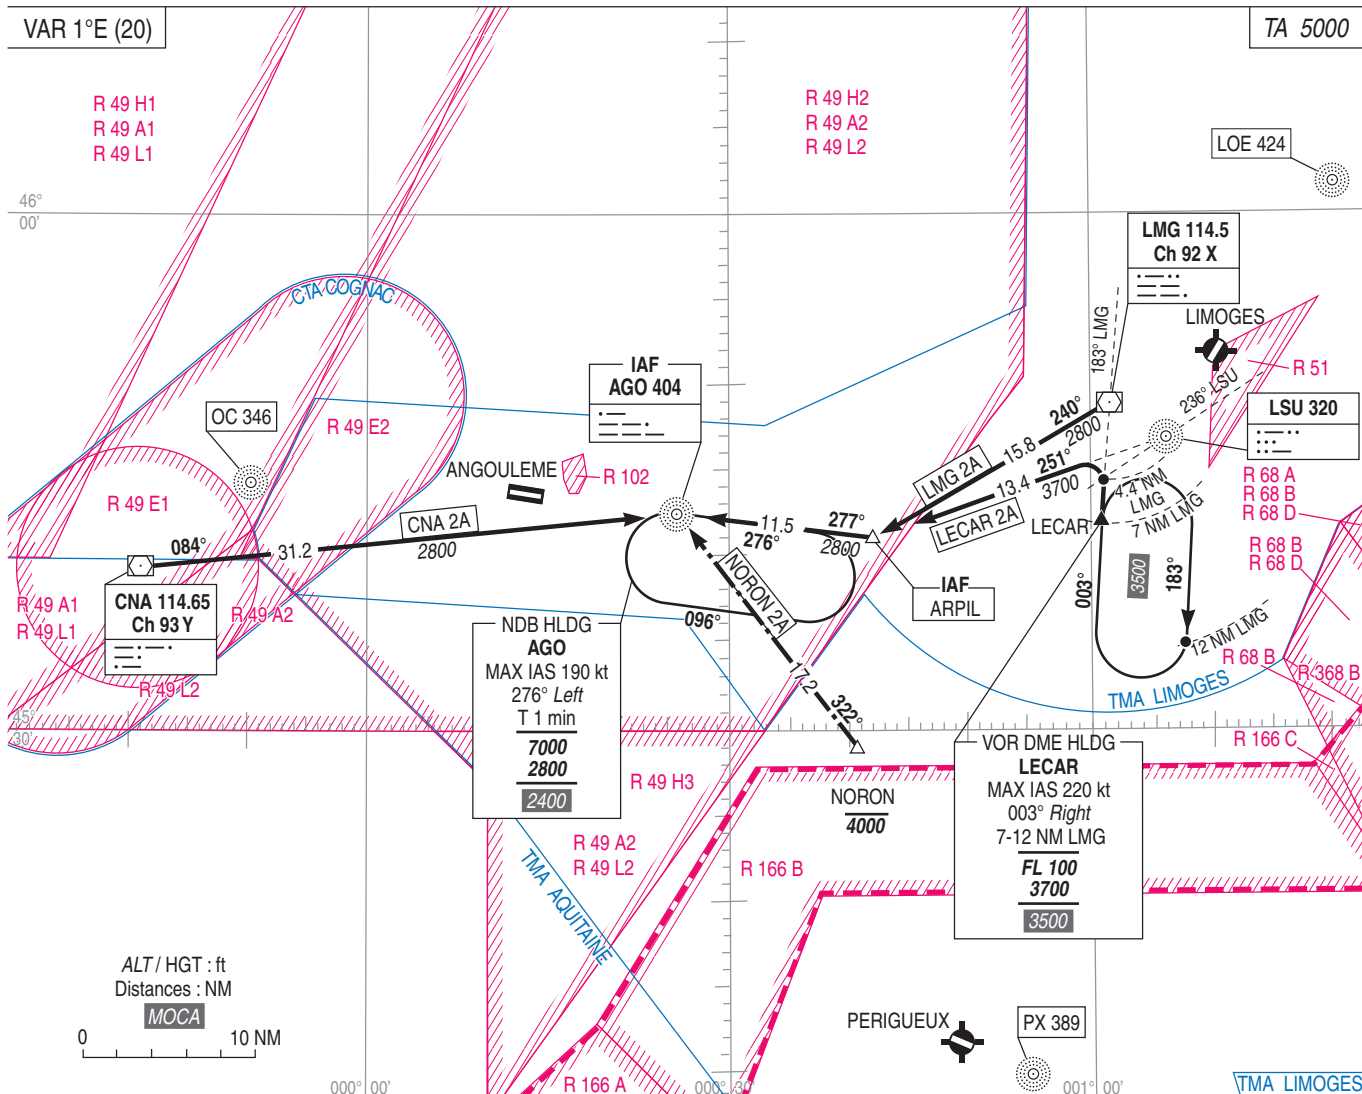 VAR 1°E (20)
TA 5000
R 49 H1
R 49 A1
R 49 L1
R 49 H2
R 49 A2
R 49 L2
LOE 424
46°
00'
LMG 114.5
Ch 92 X
CTA COGNAC
183° LMG
LIMOGES
R 51
IAF
AGO 404
236° LSU
OC 346
R 49 E2
LSU 320
240°
2800
15.8
LMG 2A
ANGOULEME
R 102
251°
13.4
3700
LECAR 2A
4.4 NM
LMG
7 NM LMG
LECAR
R 68 A
R 68 B
R 68 D
R 49 E1
CNA 2A
2800
084°
31.2
11.5
277°
276°
2800
R 68 B
R 68 D
NORON 2A
IAF
ARPIL
003°
3500
183°
CNA 114.65
Ch 93 Y
R 49 A1
R 49 L1
R 49 A2
096°
12 NM LMG
NDB HLDG
AGO
MAX IAS 190 kt
276° Left
T 1 min
7000
2800
2400
R 49 L2
R 68 B
R 368 B
17.2
322°
TMA LIMOGES
45°
30'
R 166 C
VOR DME HLDG
LECAR
MAX IAS 220 kt
003° Right
7-12 NM LMG
FL 100
3700
3500
R 49 H3
NORON
4000
R 49 A2
R 49 L2
R 166 B
TMA AQUITAINE
ALT / HGT : ft
Distances : NM
MOCA
0
10 NM
PERIGUEUX
PX 389
R 166 A
000° 00'
000° 30'
001° 00'
TMA LIMOGES